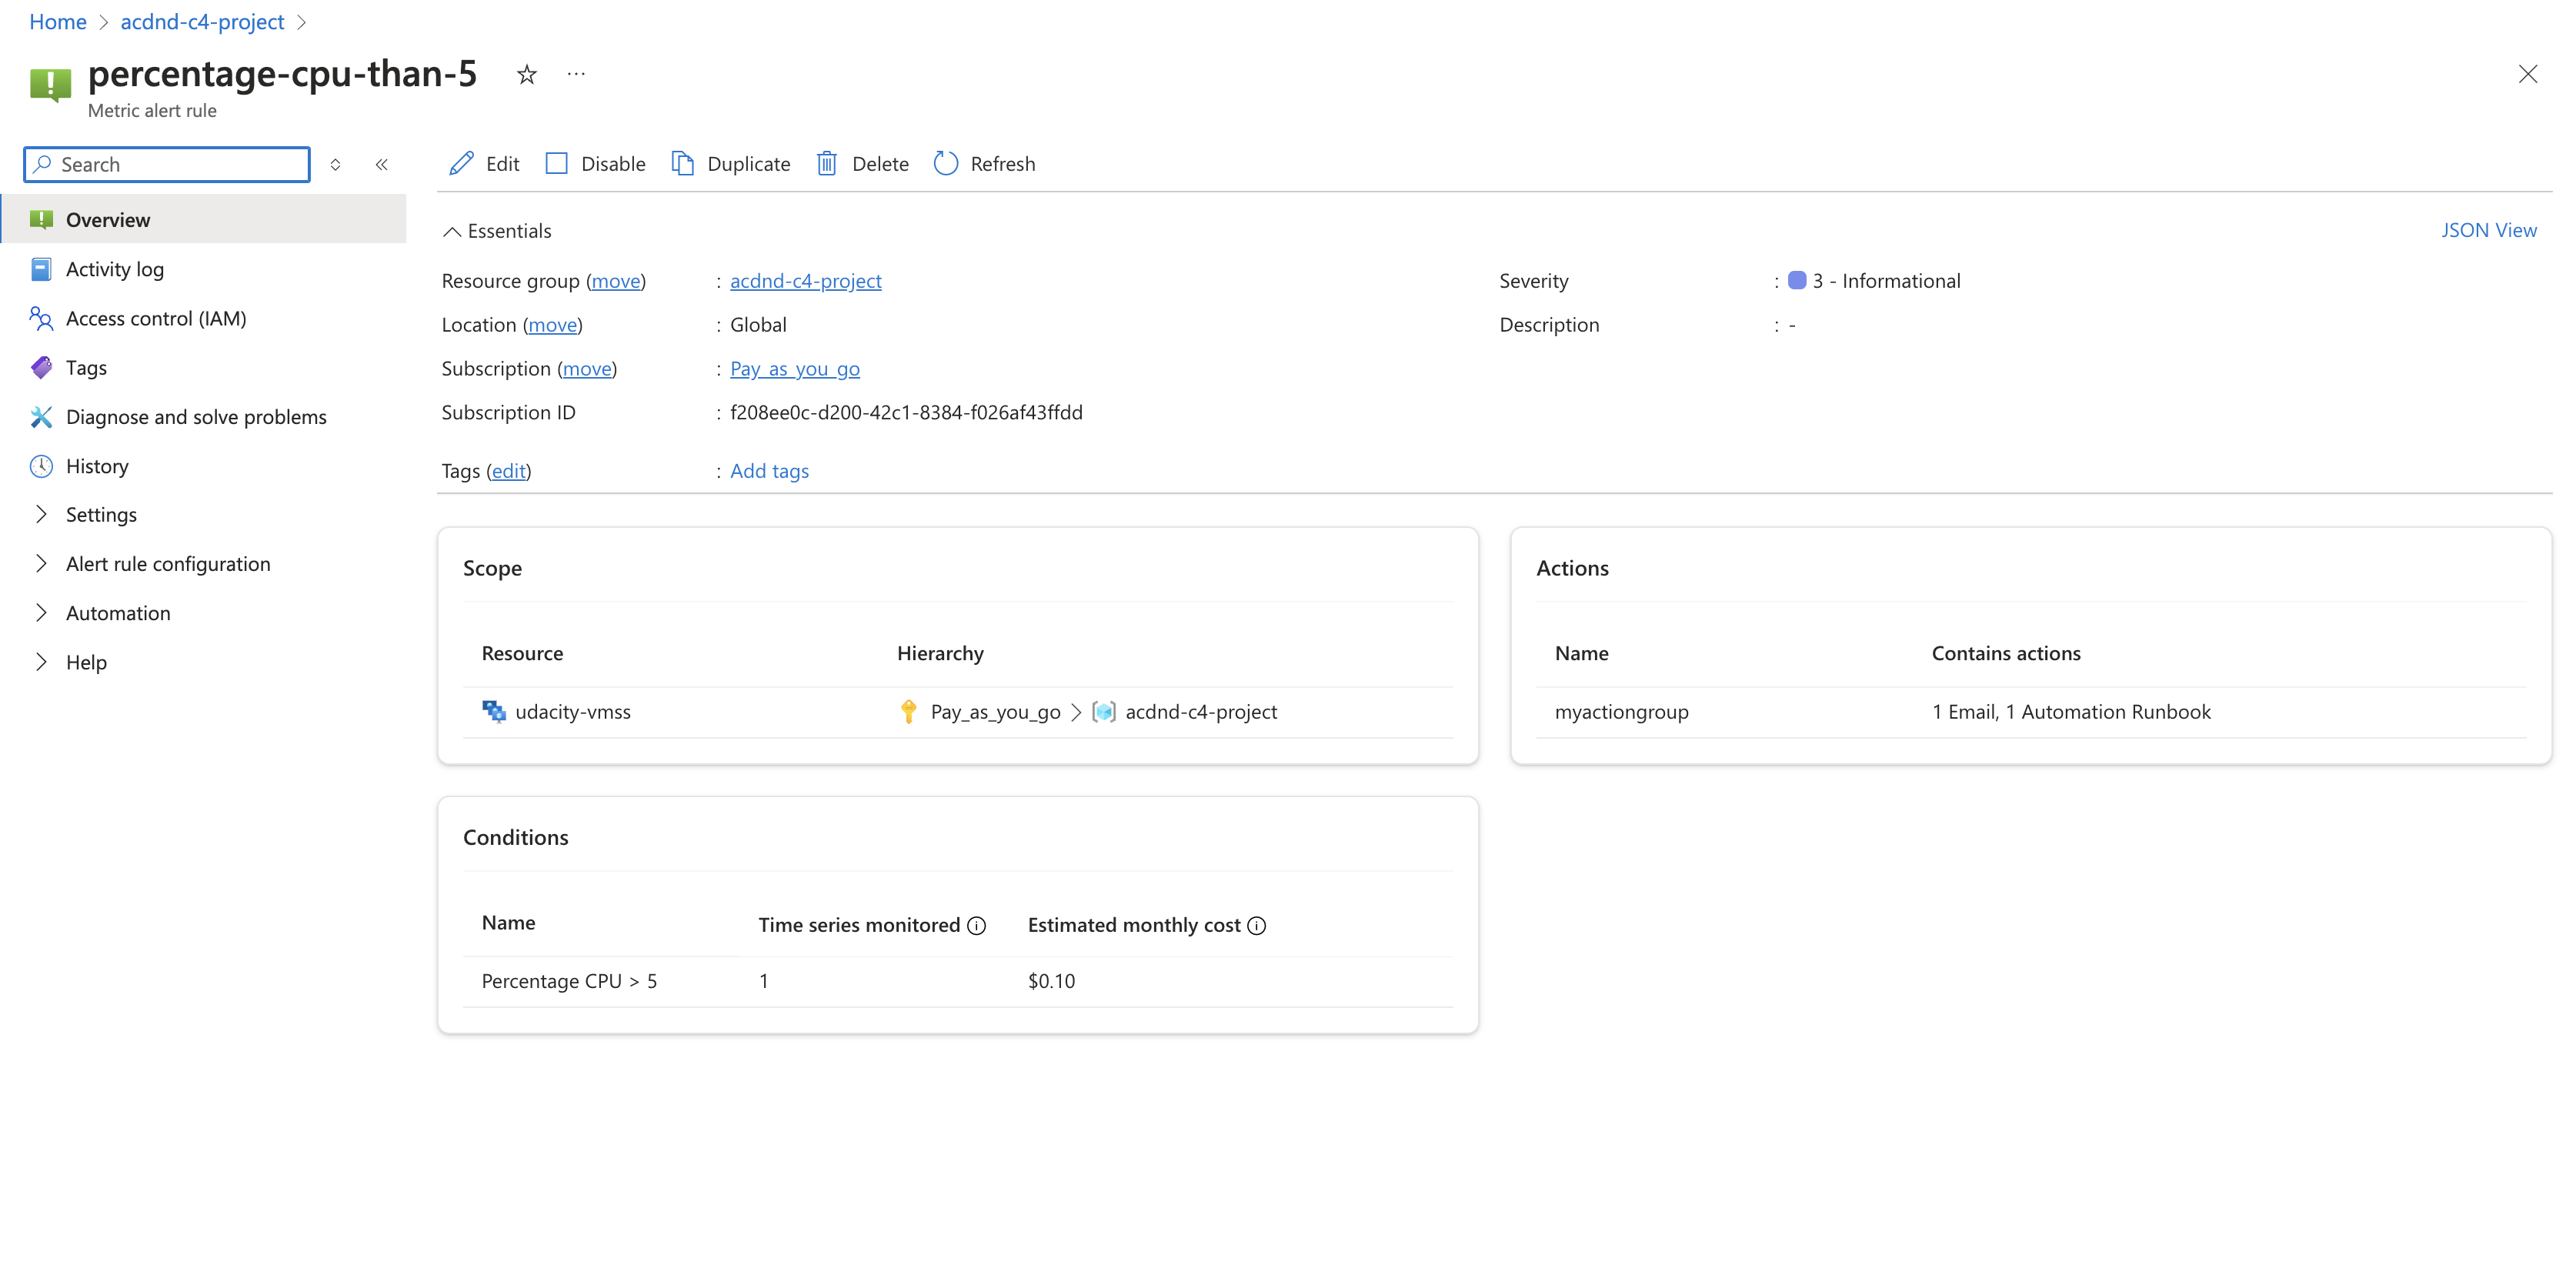 Home > acdnd-c4-project >
percentage-cpu-than-5
Metric alert rule
Search
Edit Disable Duplicate Delete Refresh
Overview
Activity log
Access control (IAM)
Tags
Diagnose and solve problems
History
Settings
Alert rule configuration
Automation
Help
Essentials
JSON View
Resource group (move) : acdnd-c4-project
Location (move) : Global
Subscription (move) : Pay_as_you_go
Subscription ID : f208ee0c-d200-42c1-8384-f026af43ffdd
Tags (edit) : Add tags
Severity : 3 - Informational
Description : -
Scope
Resource Hierarchy
udacity-vmss Pay_as_you_go > acdnd-c4-project
Actions
Name Contains actions
myactiongroup 1 Email, 1 Automation Runbook
Conditions
Name Time series monitored Estimated monthly cost
Percentage CPU > 5 1 $0.10